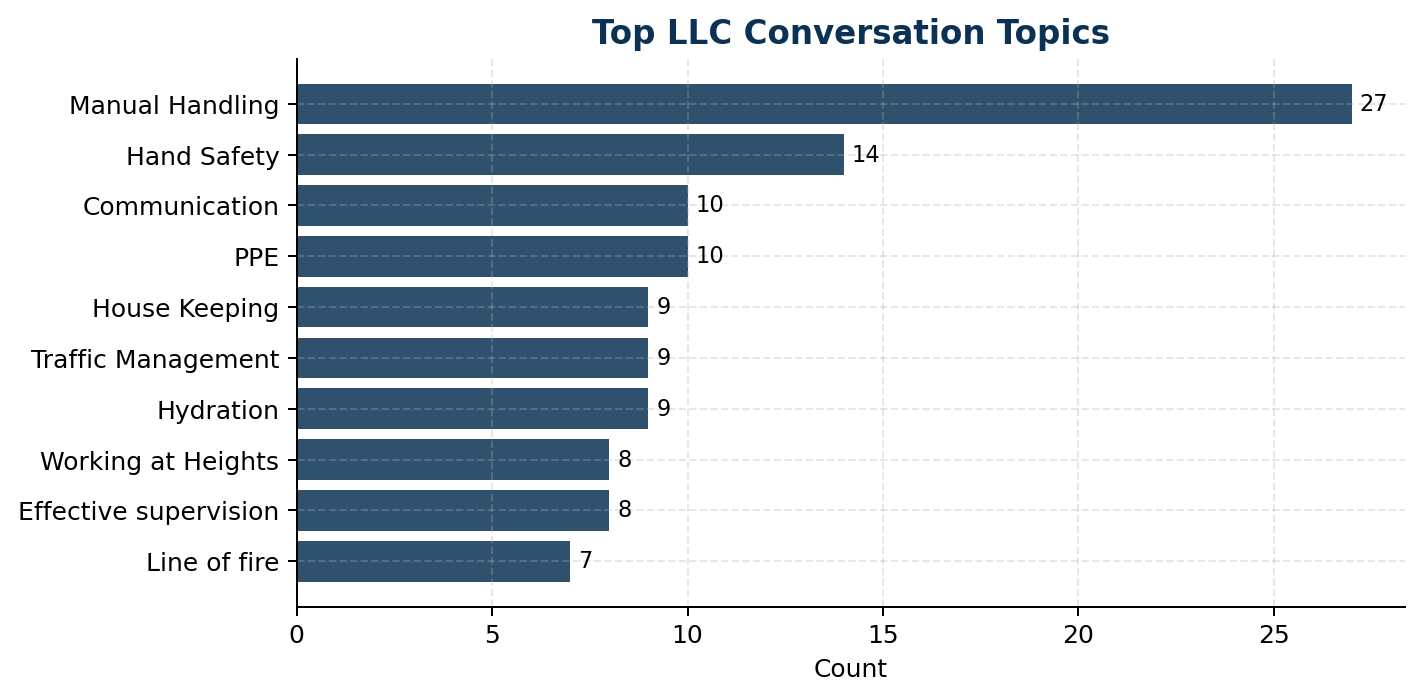 Top LLC Conversation Topics
Manual Handling 27
Hand Safety 14
Communication 10
PPE 10
House Keeping 9
Traffic Management 9
Hydration 9
Working at Heights 8
Effective supervision 8
Line of fire 7
0 5 10 15 20 25
Count